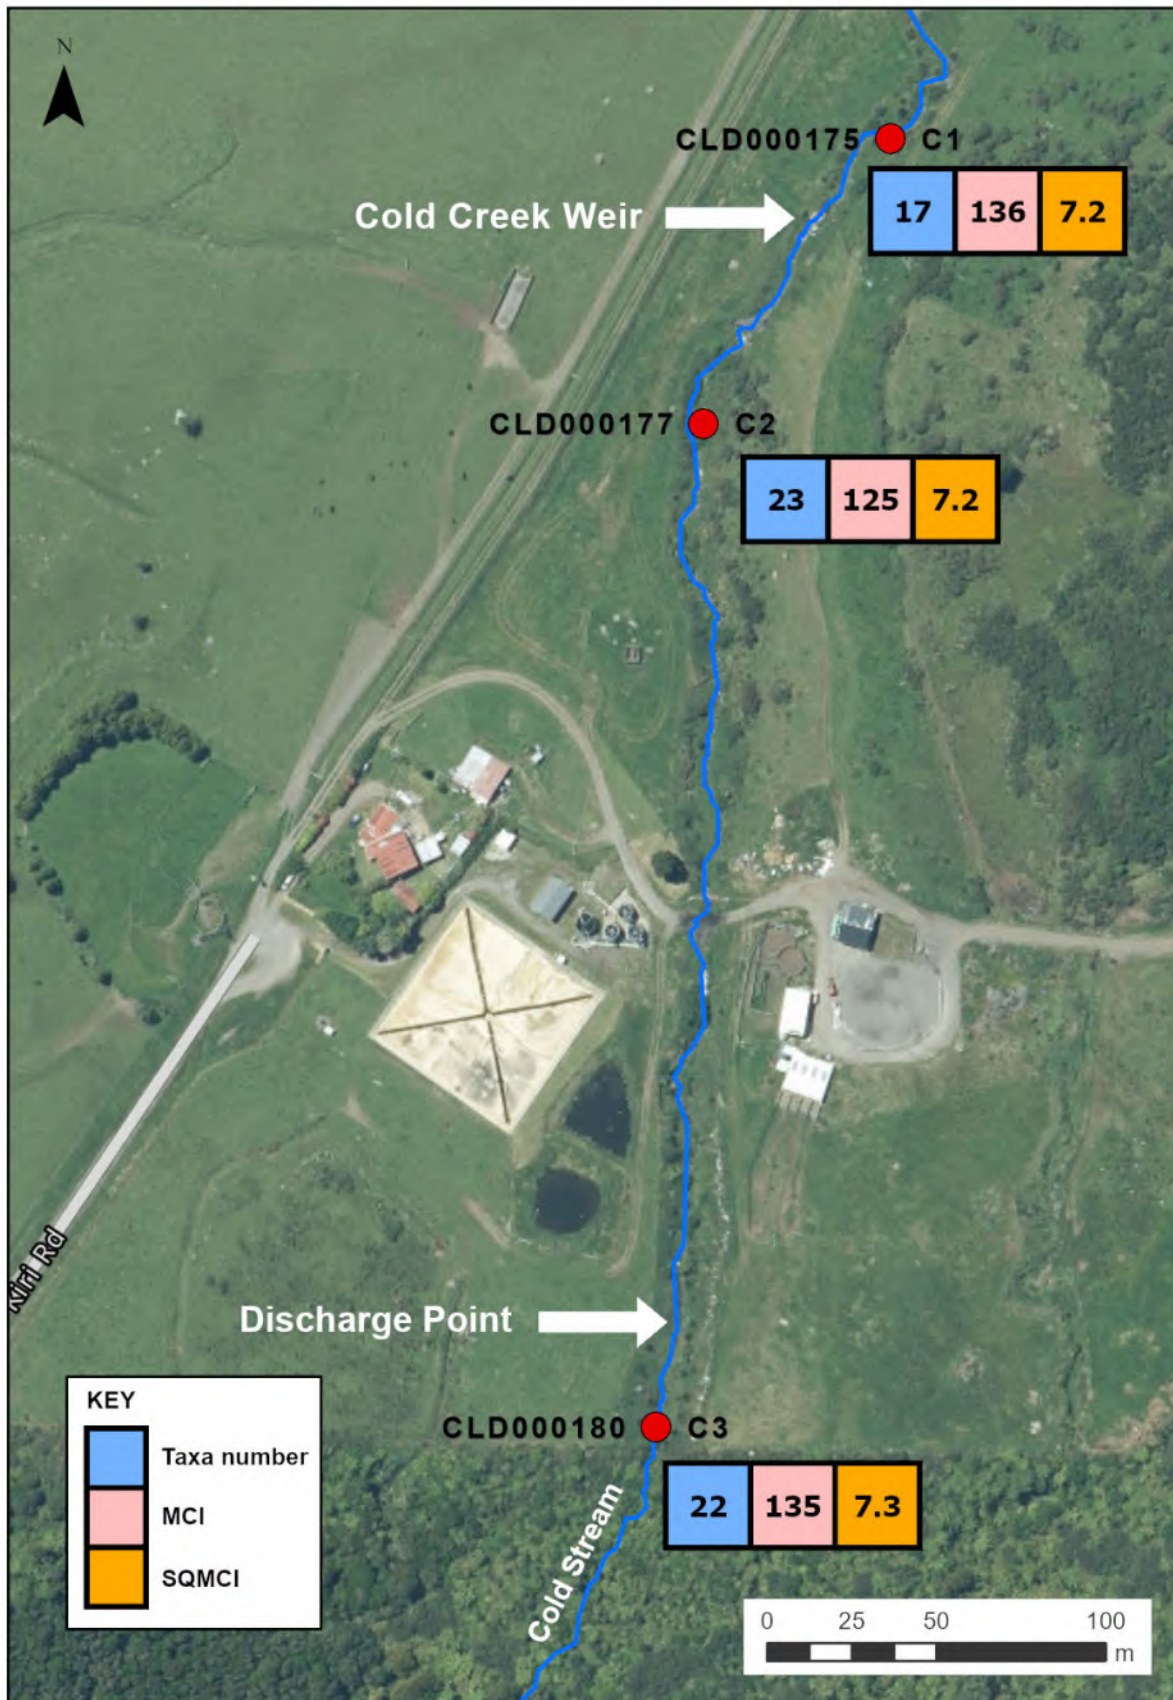 N
CLD000175 C1
17 136 7.2
Cold Creek Weir
CLD000177 C2
23 125 7.2
Kiri Rd
Discharge Point
CLD000180 C3
22 135 7.3
Cold Stream
KEY
Taxa number
MCI
SQMCI
0 25 50 100
m